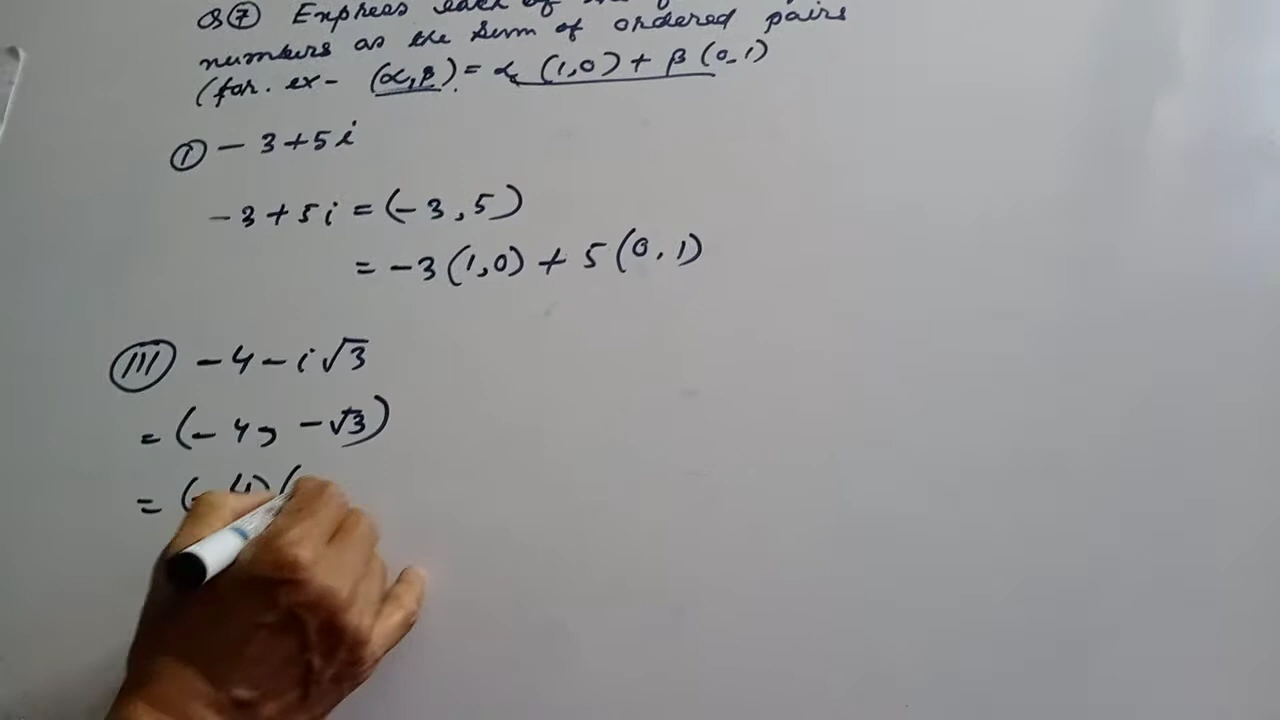 Q⑦ Express each of the
numbers as the sum of ordered pairs
(for. ex- (α,β) = α (1,0) + β (0,1)
Ⓘ - 3+5i
-3+5i = (-3,5)
= -3(1,0) + 5(0,1)
(III) -4-i√3
= (-4, -√3)
= (-4)(